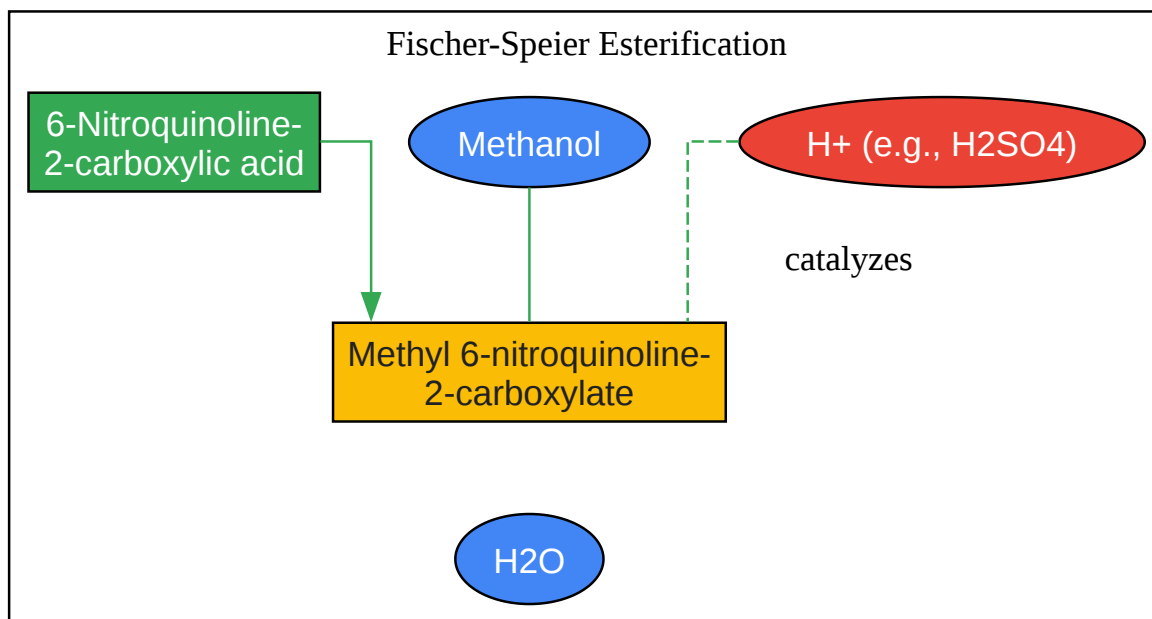 Fischer-Speier Esterification
6-Nitroquinoline-
2-carboxylic acid
Methanol
H+ (e.g., H2SO4)
catalyzes
Methyl 6-nitroquinoline-
2-carboxylate
H2O